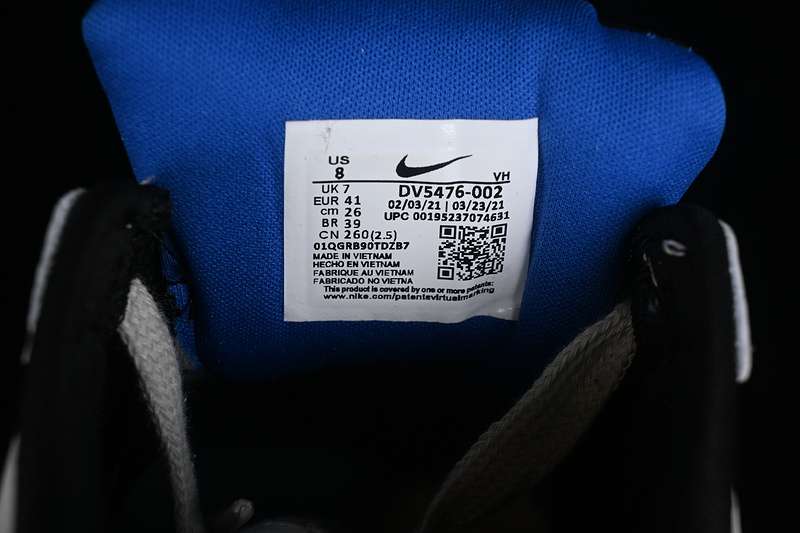 US
8
VH
UK 7
EUR 41
cm 26
BR 39
CN 260(2.5)
DV5476-002
02/03/21 | 03/23/21
UPC 00195237074631
01QGRB90TDZB7
MADE IN VIETNAM
HECHO EN VIETNAM
FABRIQUE AU VIETNAM
FABRICADO NO VIETNA
This product is covered by one or more patents:
www.nike.com/patentsvirtualmarking